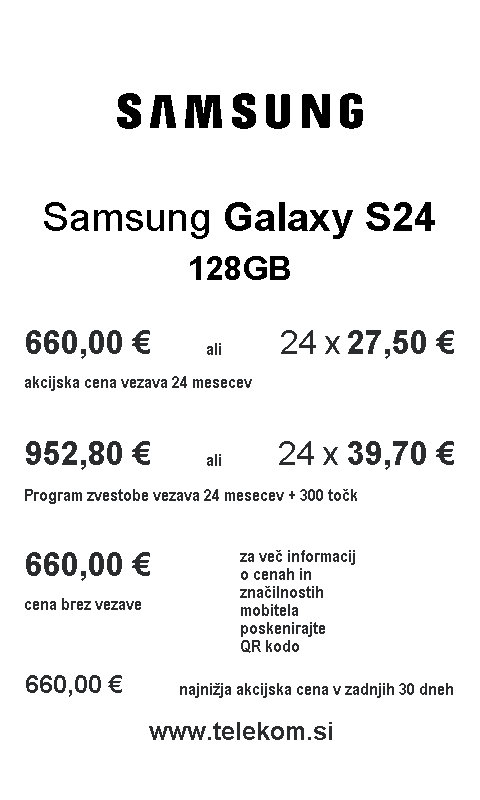 SAMSUNG
Samsung Galaxy S24
128GB
660,00 € ali 24 x 27,50 €
akcijska cena vezava 24 mesecev
952,80 € ali 24 x 39,70 €
Program zvestobe vezava 24 mesecev + 300 točk
660,00 €
cena brez vezave
za več informacij
o cenah in
značilnostih
mobitela
poskenirajte
QR kodo
660,00 € najnižja akcijska cena v zadnjih 30 dneh
www.telekom.si